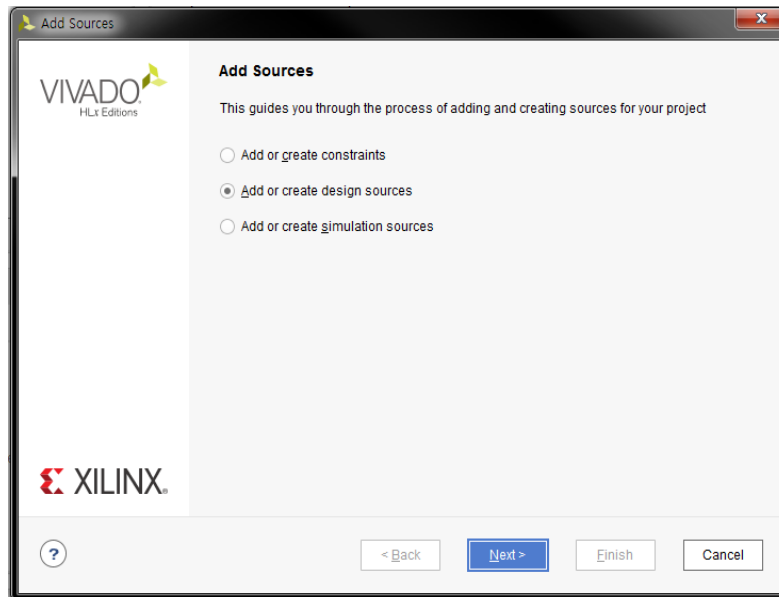 Add Sources
VIVADO
HLx Editions
Add Sources
This guides you through the process of adding and creating sources for your project
Add or create constraints
Add or create design sources
Add or create simulation sources
XILINX
?
< Back
Next >
Finish
Cancel